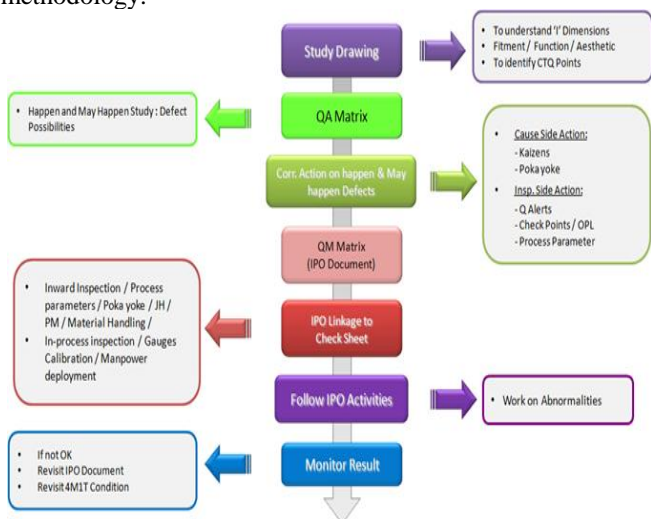 methodology.
Study Drawing
• To understand 'I' Dimensions
• Fitment / Function / Aesthetic
• To identify CTQ Points
• Happen and May Happen Study : Defect
Possibilities
QA Matrix
Corr. Action on happen & May
happen Defects
• Cause Side Action:
- Kaizens
- Poka yoke
• Insp. Side Action:
- Q Alerts
- Check Points / OPL
- Process Parameter
QM Matrix
(IPO Document)
• Inward Inspection / Process
parameters / Poka yoke / JH /
PM / Material Handling /
• In-process inspection / Gauges
Calibration / Manpower
deployment
IPO Linkage to
Check Sheet
Follow IPO Activities
• Work on Abnormalities
• If not OK
• Revisit IPO Document
• Revisit 4M1T Condition
Monitor Result